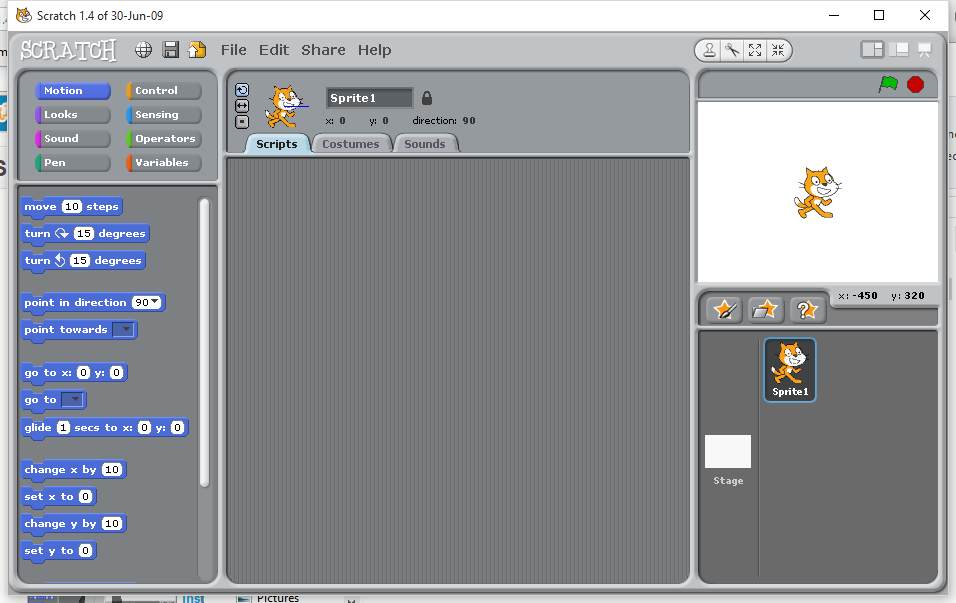 Scratch 1.4 of 30-Jun-09
SCRATCH File Edit Share Help
Motion Control
Looks Sensing
Sound Operators
Pen Variables
Sprite1
x: 0 y: 0 direction: 90
Scripts Costumes Sounds
move 10 steps
turn 15 degrees
turn 15 degrees
point in direction 90
point towards
go to x: 0 y: 0
go to
glide 1 secs to x: 0 y: 0
change x by 10
set x to 0
change y by 10
set y to 0
x: -450 y: 320
Sprite1
Stage
Inst
Pictures